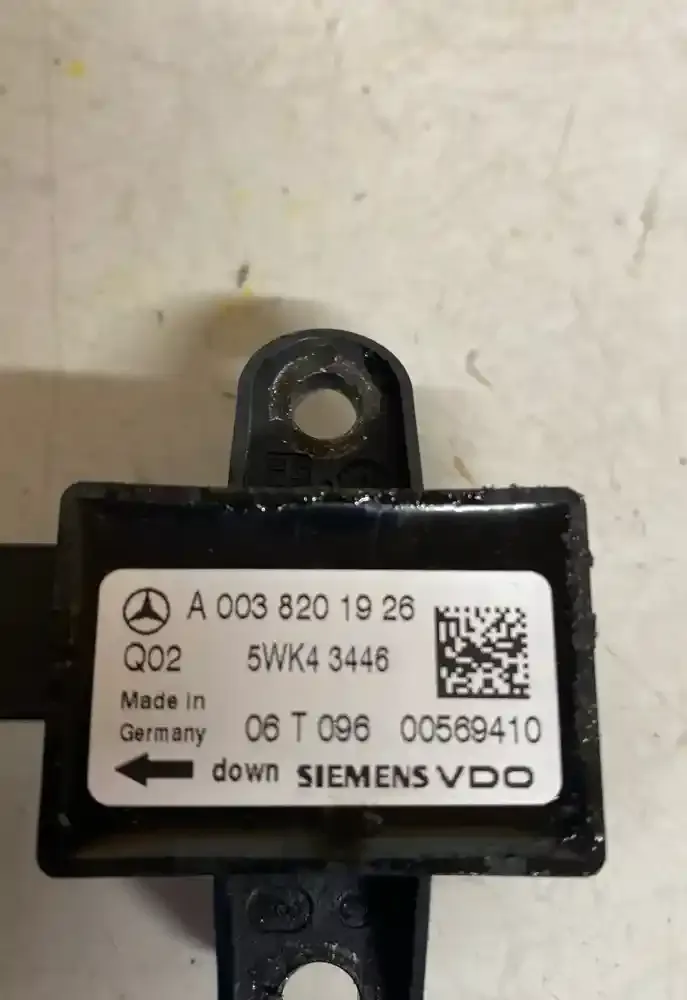 A 003 820 19 26
Q02 5WK4 3446
Made in
Germany 06 T 096 00569410
down SIEMENS VDO